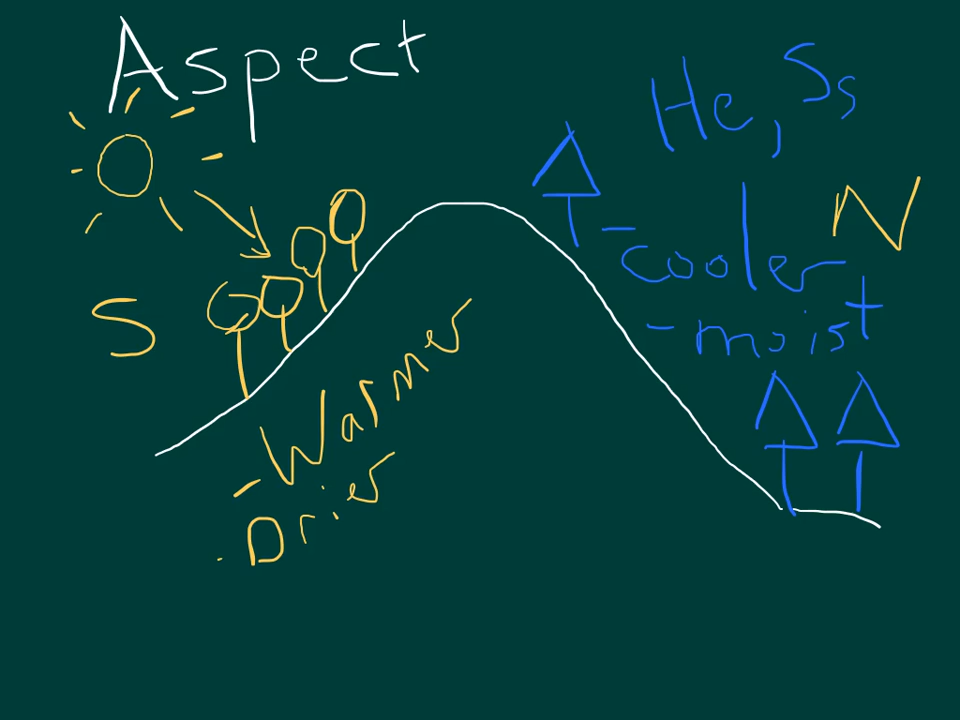 Aspect
He, Ss
N
- cooler
- moist
S
- Warmer
. Drier